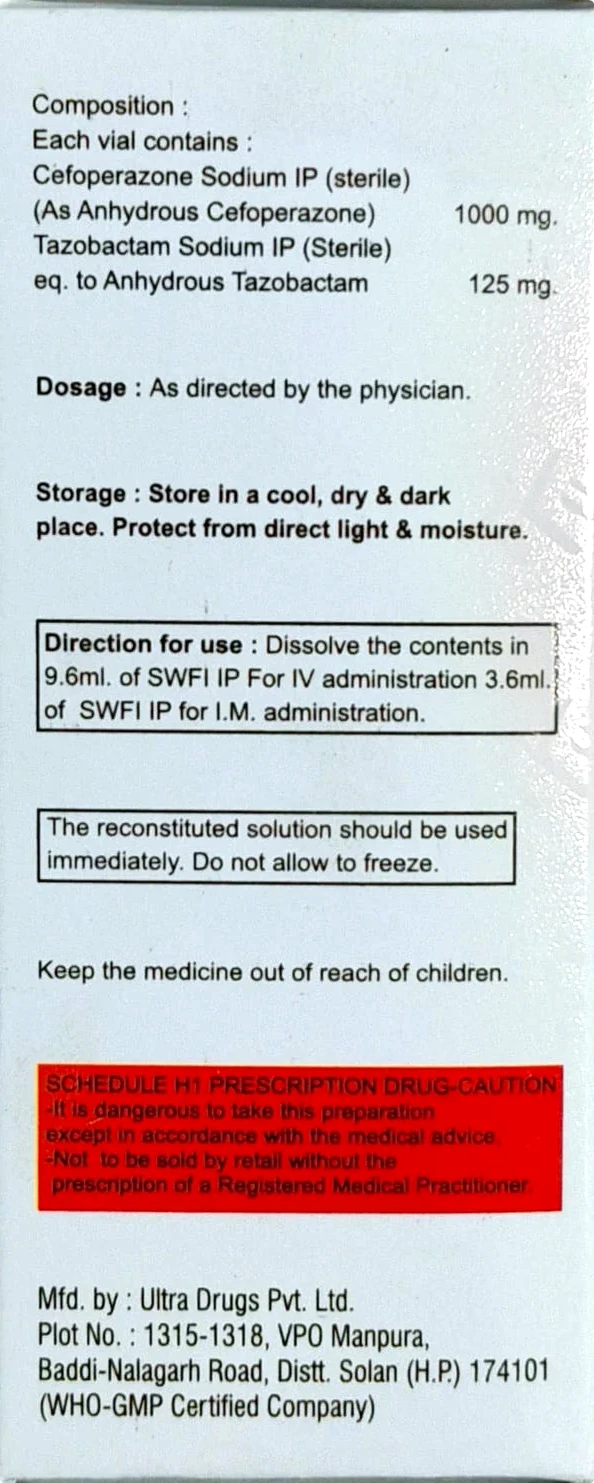 Composition :
Each vial contains :
Cefoperazone Sodium IP (sterile)
(As Anhydrous Cefoperazone) 1000 mg.
Tazobactam Sodium IP (Sterile)
eq. to Anhydrous Tazobactam 125 mg.
Dosage : As directed by the physician.
Storage : Store in a cool, dry & dark
place. Protect from direct light & moisture.
Direction for use : Dissolve the contents in
9.6ml. of SWFI IP For IV administration 3.6ml.
of SWFI IP for I.M. administration.
The reconstituted solution should be used
immediately. Do not allow to freeze.
Keep the medicine out of reach of children.
SCHEDULE H1 PRESCRIPTION DRUG-CAUTION
-It is dangerous to take this preparation
except in accordance with the medical advice.
-Not to be sold by retail without the
prescription of a Registered Medical Practitioner.
Mfd. by : Ultra Drugs Pvt. Ltd.
Plot No. : 1315-1318, VPO Manpura,
Baddi-Nalagarh Road, Distt. Solan (H.P.) 174101
(WHO-GMP Certified Company)